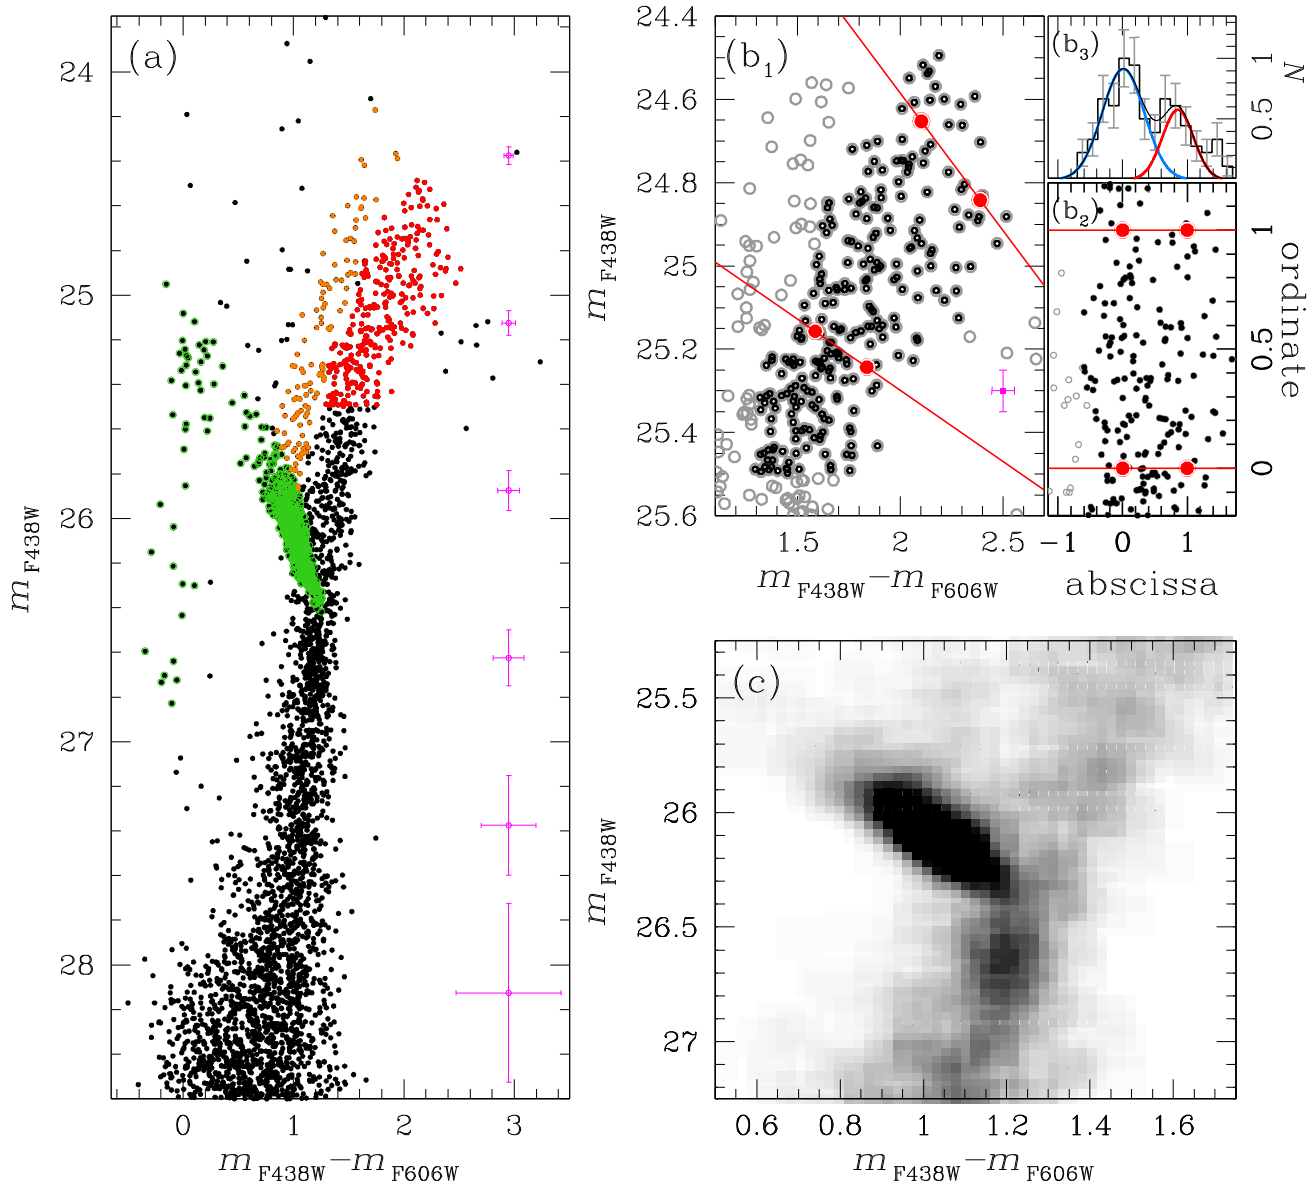 (a)
24
25
26
27
28
m F438W
0 1 2 3
m F438W − m F606W
(b1)
24.4
24.6
24.8
25
25.2
25.4
25.6
m F438W
1.5 2 2.5
m F438W − m F606W
(b3)
1
0.5
N
(b2)
1
0.5
0
ordinate
−1 0 1
abscissa
(c)
25.5
26
26.5
27
m F438W
0.6 0.8 1 1.2 1.4 1.6
m F438W − m F606W